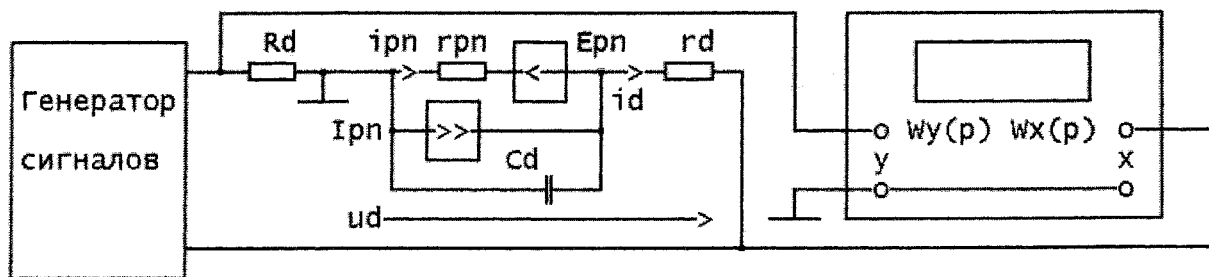 Rd
ipn rpn
Epn
rd
Генератор
сигналов
id
Ipn
>>
Cd
ud
Wy(p) Wx(p)
y
x